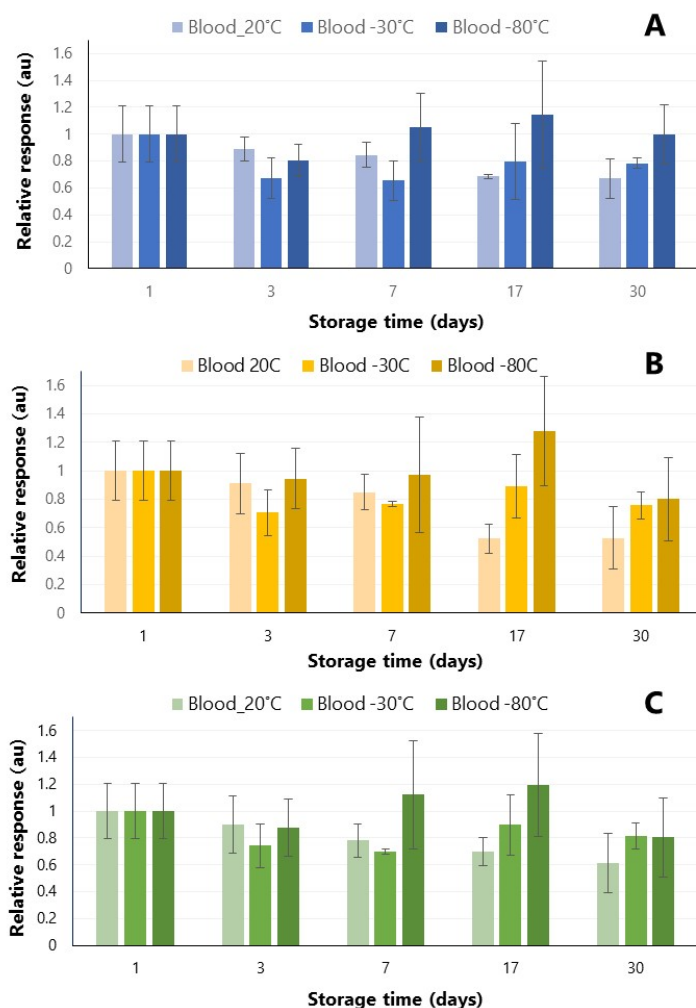 Blood_20°C Blood -30°C Blood -80°C A
Relative response (au)
1.6
1.4
1.2
1
0.8
0.6
0.4
0.2
0
1 3 7 17 30
Storage time (days)
Blood 20C Blood -30C Blood -80C B
Relative response (au)
1.6
1.4
1.2
1
0.8
0.6
0.4
0.2
0
1 3 7 17 30
Storage time (days)
Blood_20°C Blood -30°C Blood -80°C C
Relative response (au)
1.6
1.4
1.2
1
0.8
0.6
0.4
0.2
0
1 3 7 17 30
Storage time (days)